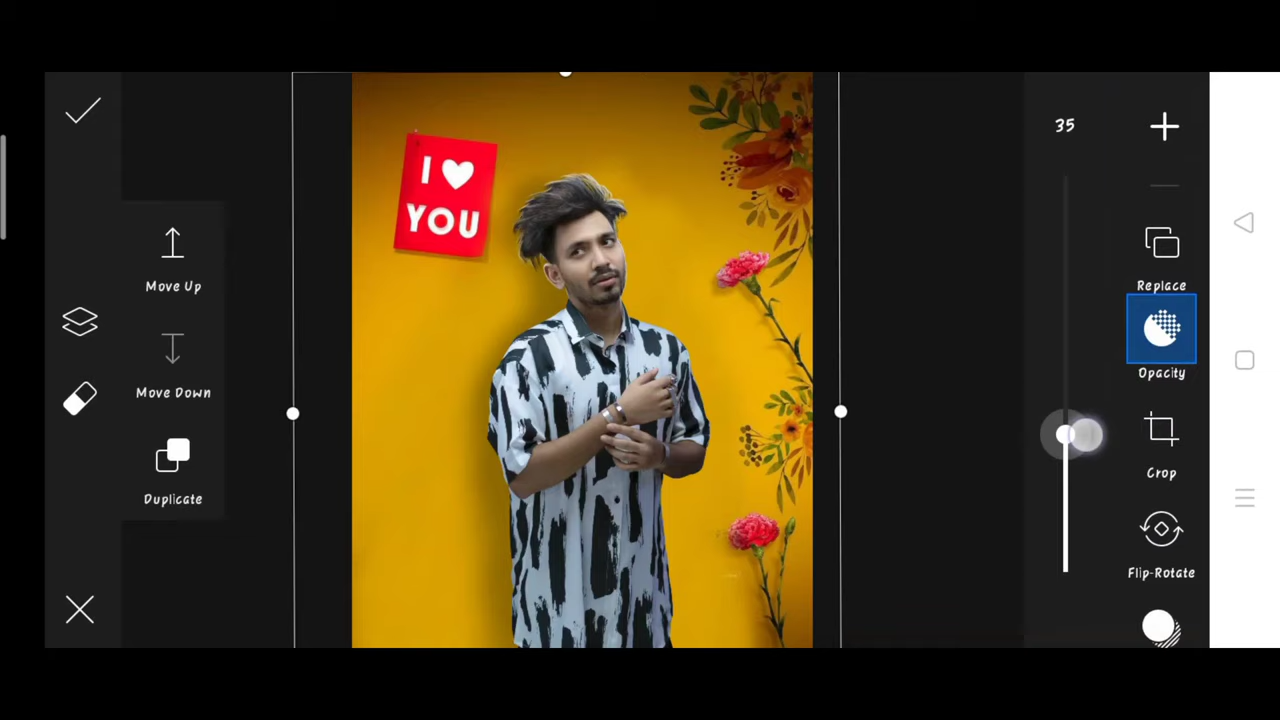 I
YOU
35
Move Up
Move Down
Duplicate
Replace
Opacity
Crop
Flip-Rotate